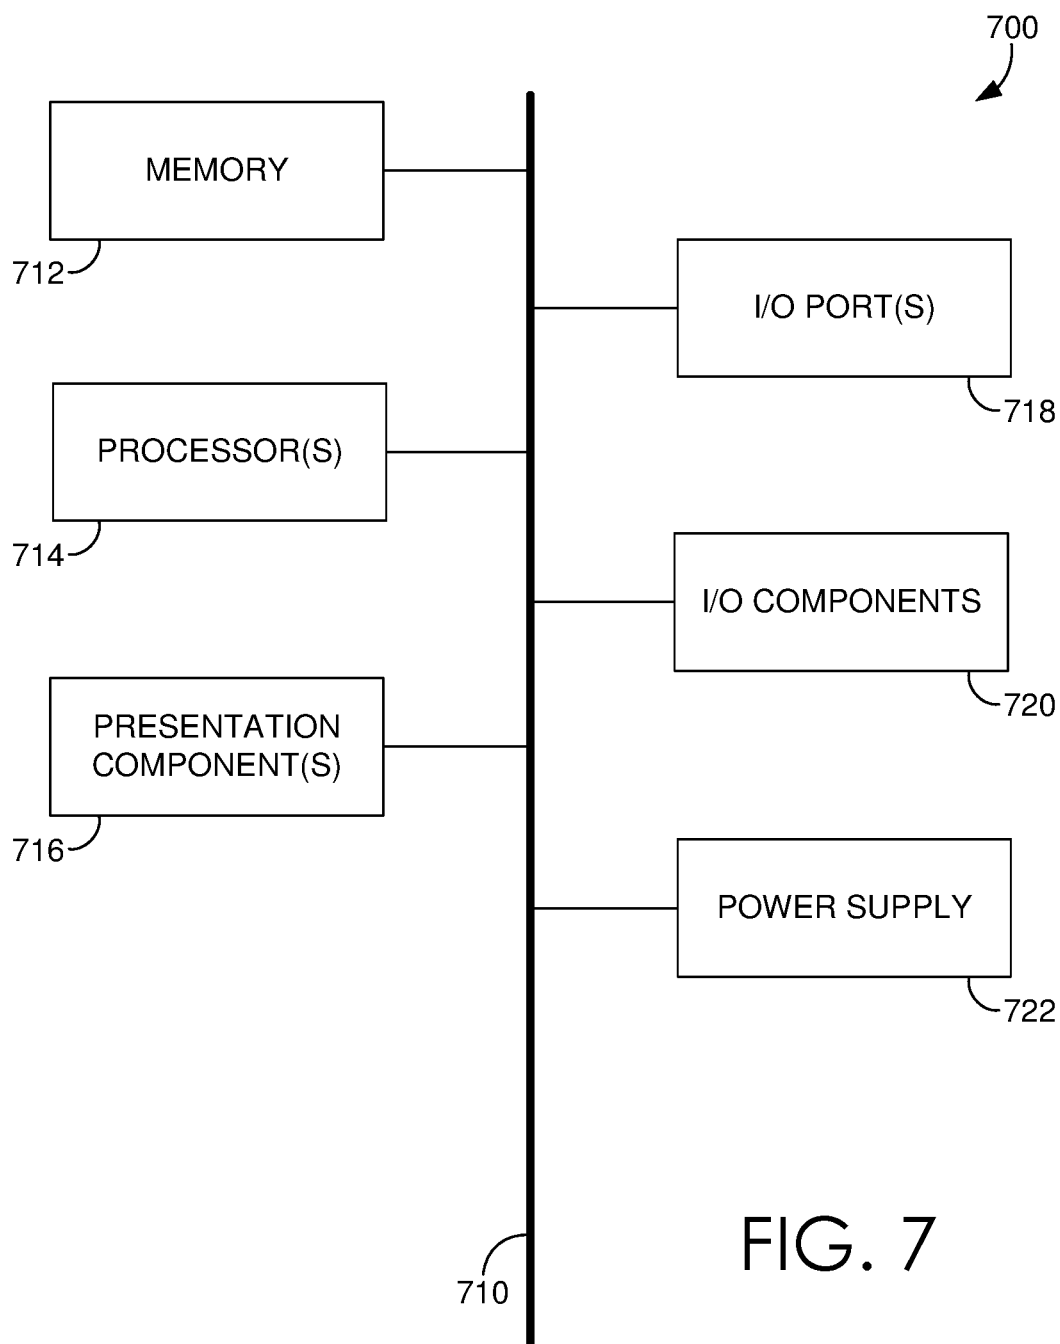 700
MEMORY
712
I/O PORT(S)
718
PROCESSOR(S)
714
I/O COMPONENTS
720
PRESENTATION
COMPONENT(S)
716
POWER SUPPLY
722
710
FIG. 7